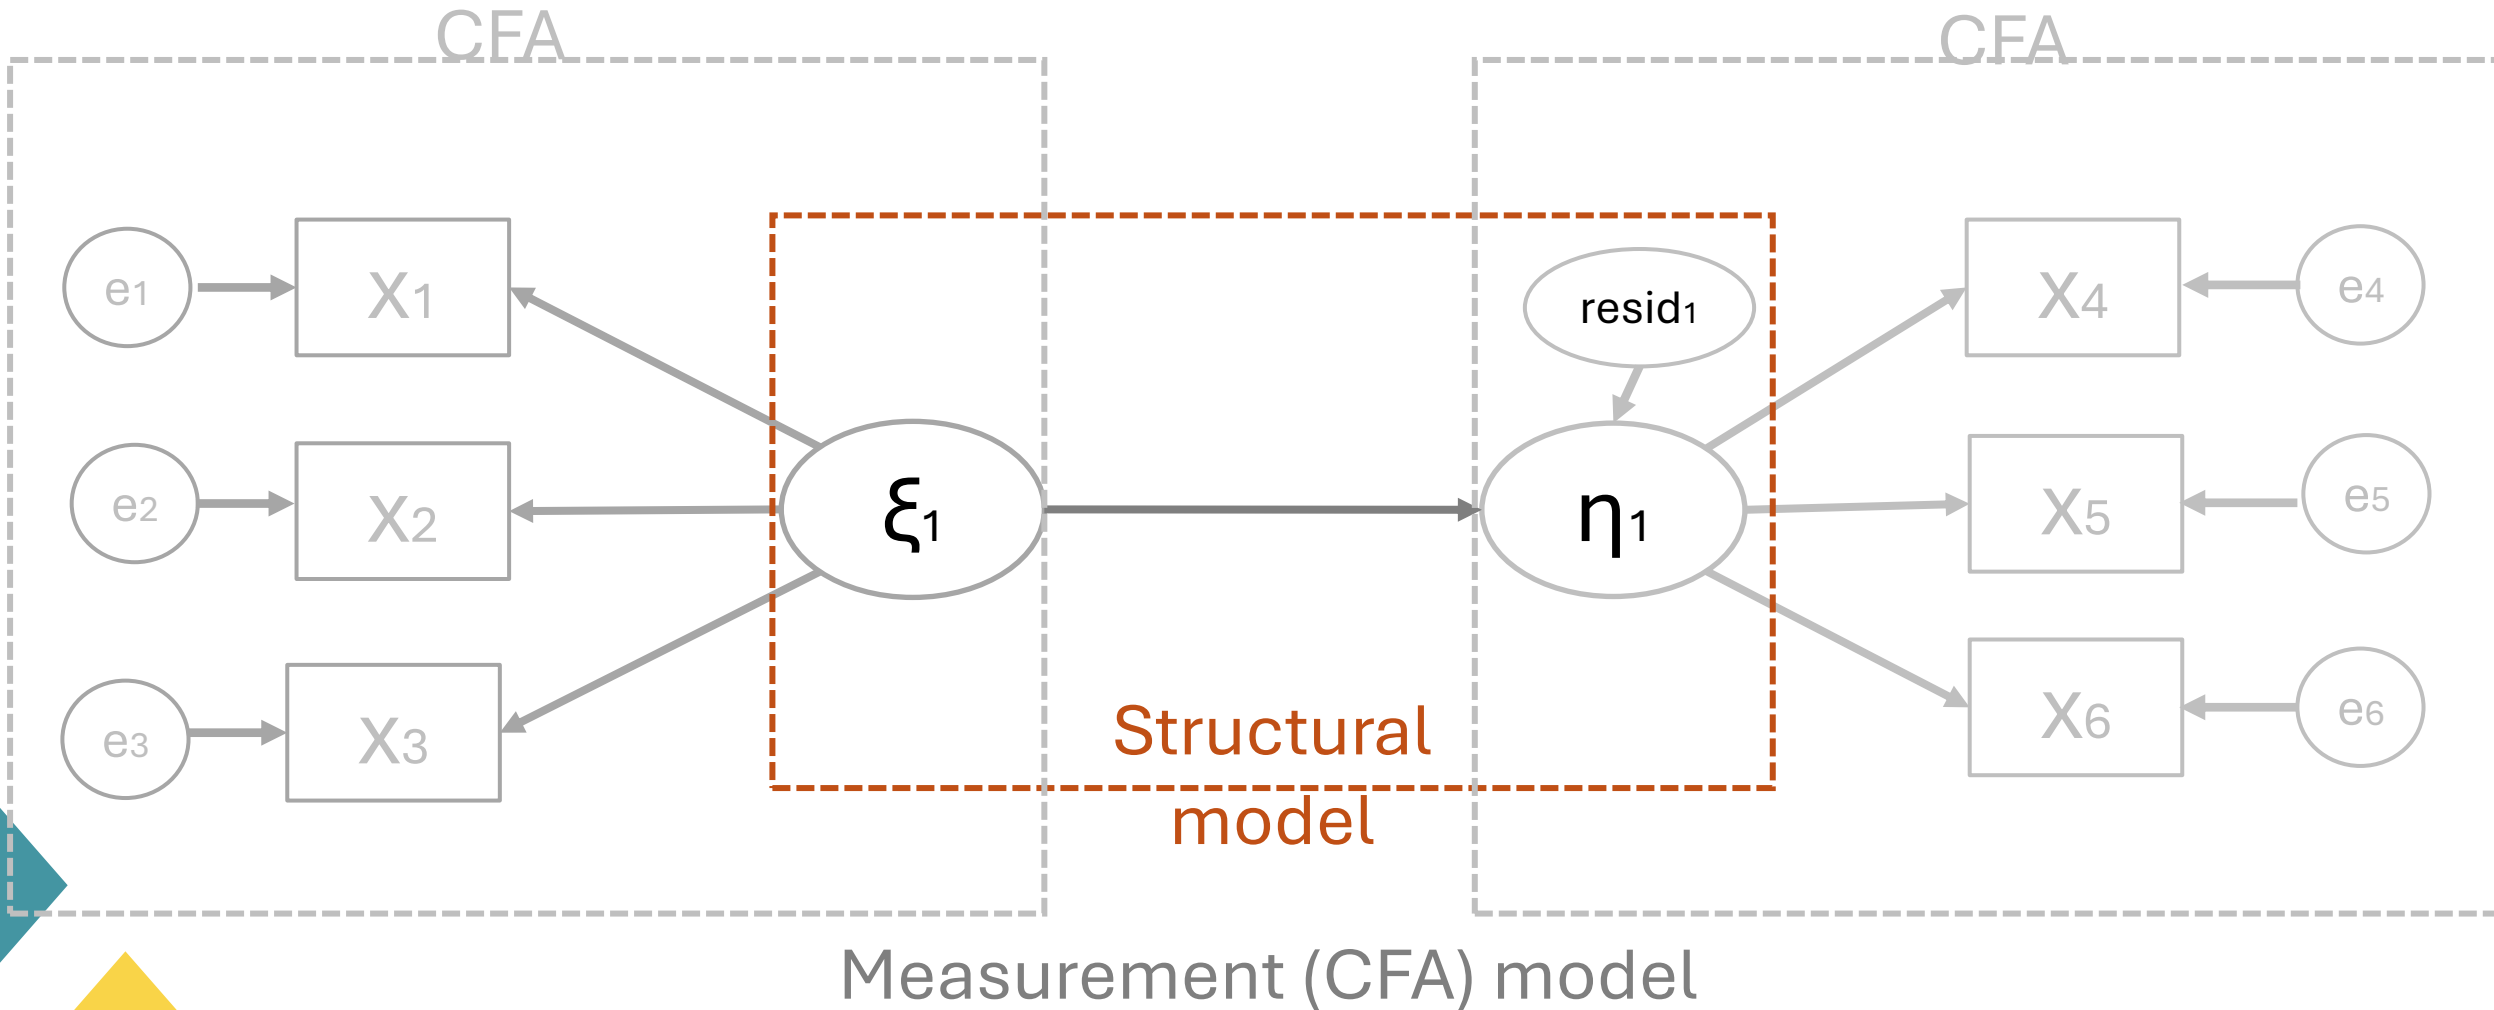 CFA
CFA
e1
x1
resid1
x4
e4
e2
x2
ξ1
η1
x5
e5
e3
x3
Structural
model
x6
e6
Measurement (CFA) model